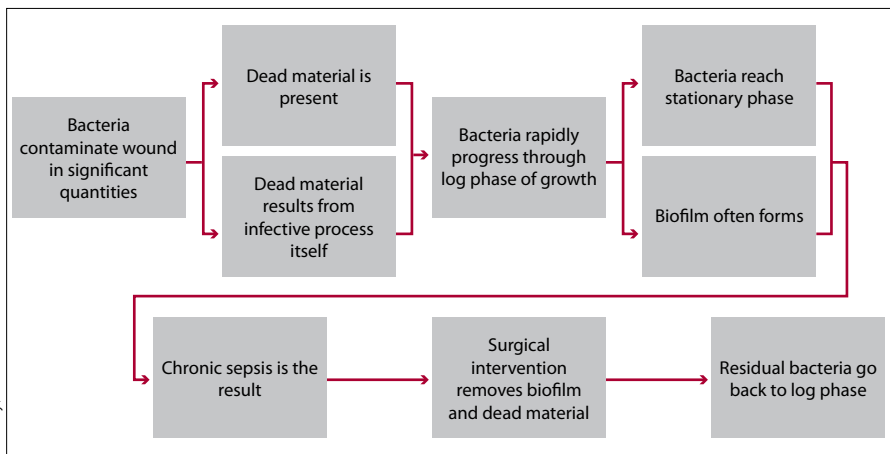 Bacteria
contaminate wound
in significant
quantities
Dead material is
present
Dead material
results from
infective process
itself
Bacteria rapidly
progress through
log phase of growth
Bacteria reach
stationary phase
Biofilm often forms
Chronic sepsis is the
result
Surgical
intervention
removes biofilm
and dead material
Residual bacteria go
back to log phase